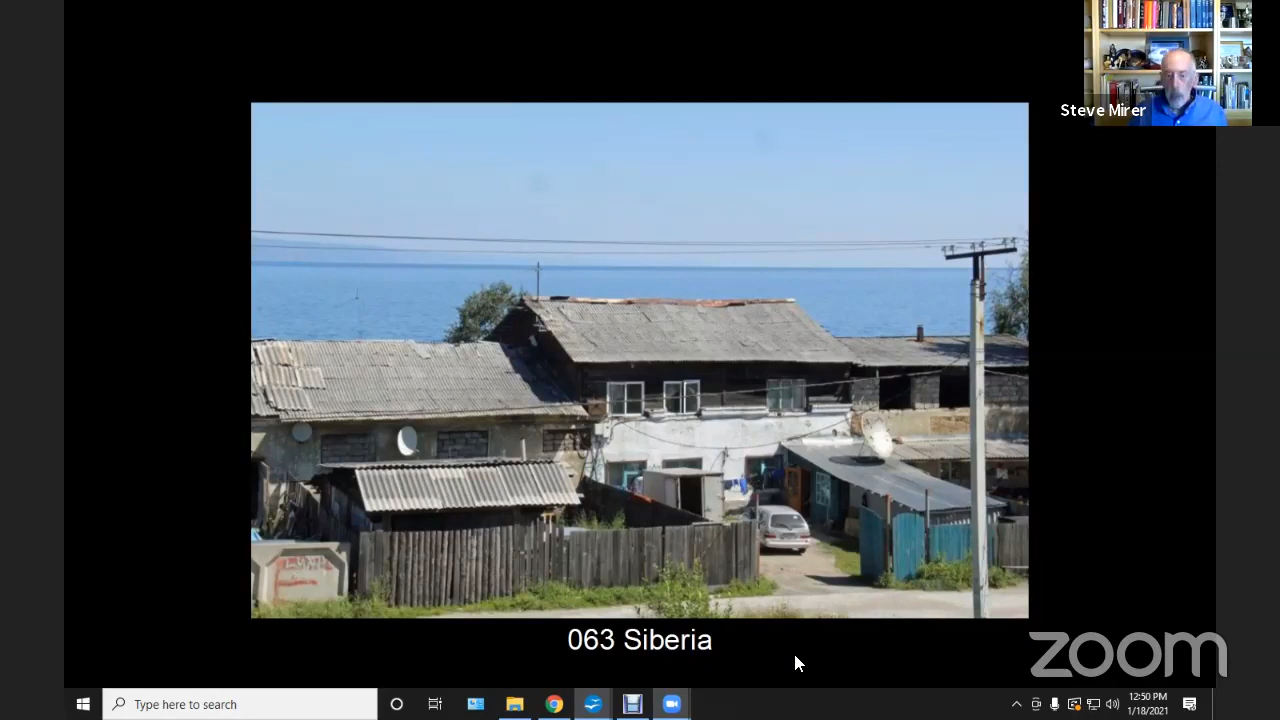 Steve Mirer
063 Siberia
zoom
Type here to search
12:50 PM
1/18/2021